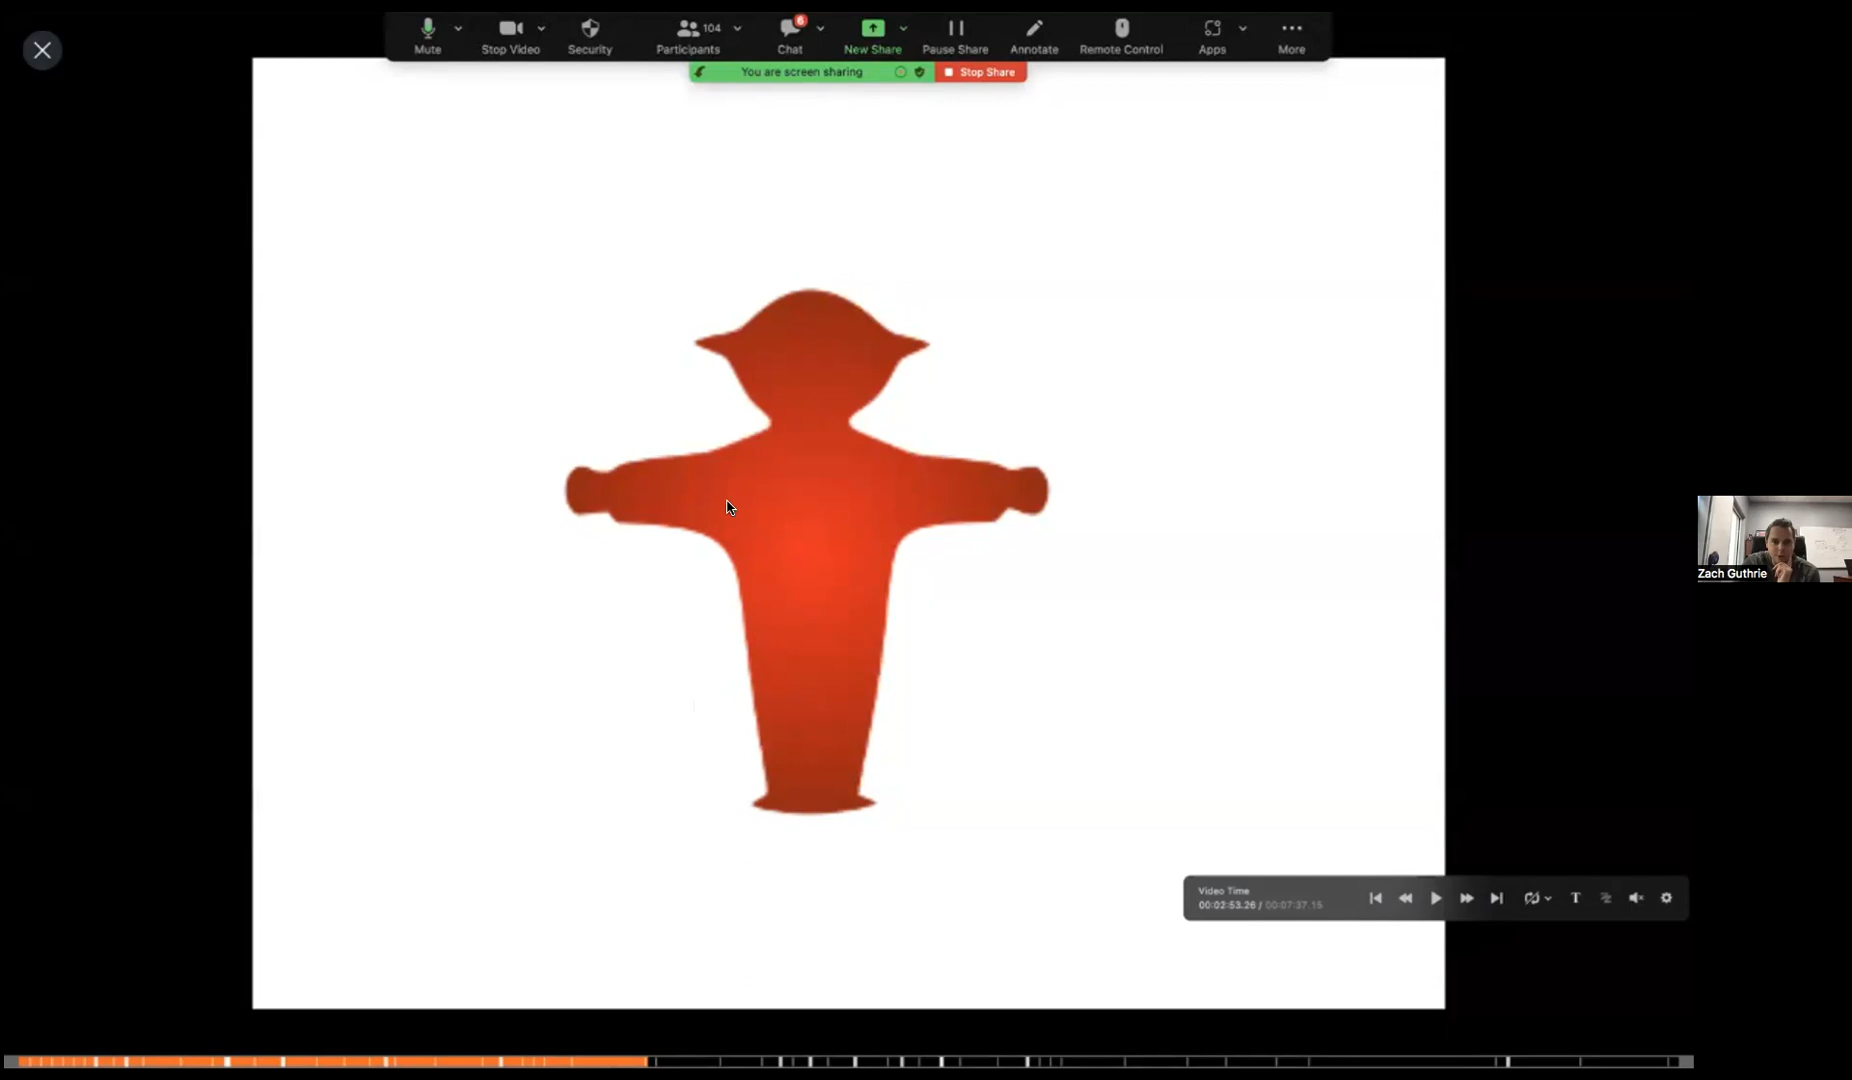 Mute
Stop Video
Security
104
Participants
6
Chat
New Share
Pause Share
Annotate
Remote Control
Apps
More
You are screen sharing
Stop Share
Zach Guthrie
Video Time
00:02:53.26 / 00:07:37.15
T